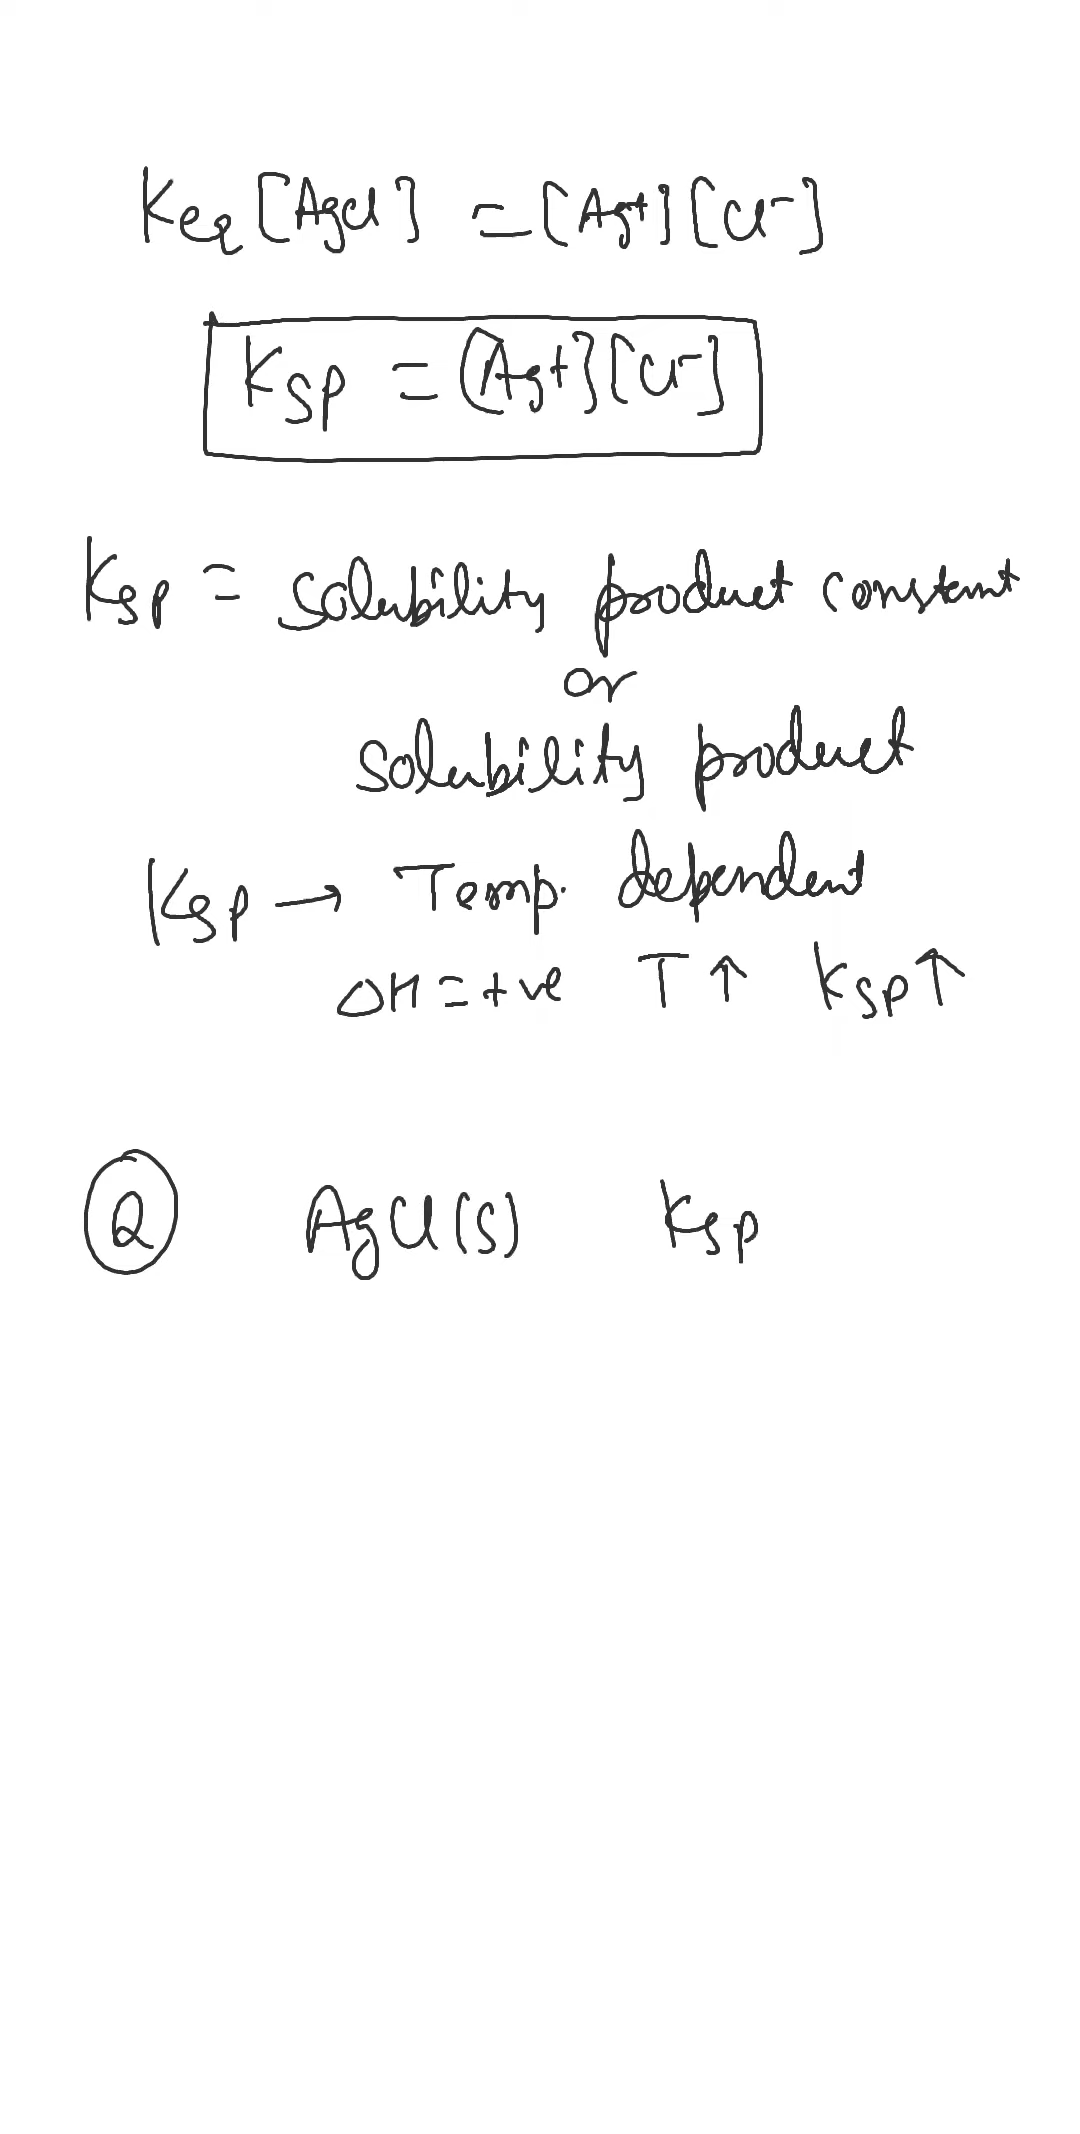 Keq [AgCl] = [Ag+] [Cl-]
Ksp = [Ag+] [Cl-]
Ksp = solubility product constant
or
solubility product
Ksp → Temp. dependent
ΔH = +ve T↑ Ksp↑
Q AgCl(s) Ksp